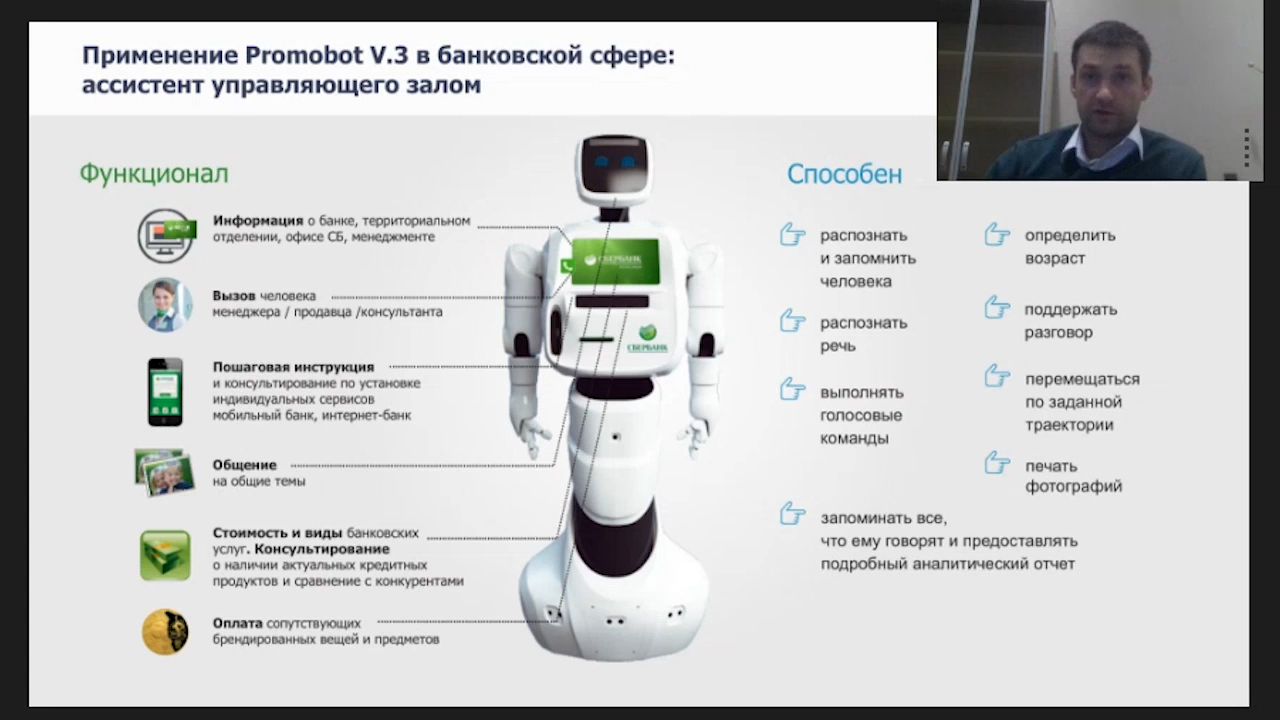 Применение Promobot V.3 в банковской сфере:
ассистент управляющего залом
Функционал
Информация о банке, территориальном
отделении, офисе СБ, менеджменте
Вызов человека
менеджера / продавца /консультанта
Пошаговая инструкция
и консультирование по установке
индивидуальных сервисов
мобильный банк, интернет-банк
Общение
на общие темы
Стоимость и виды банковских
услуг. Консультирование
о наличии актуальных кредитных
продуктов и сравнение с конкурентами
Оплата сопутствующих
брендированных вещей и предметов
СБЕРБАНК
СБЕРБАНК
Способен
распознать
и запомнить
человека
распознать
речь
выполнять
голосовые
команды
определить
возраст
поддержать
разговор
перемещаться
по заданной
траектории
печать
фотографий
запоминать все,
что ему говорят и предоставлять
подробный аналитический отчет